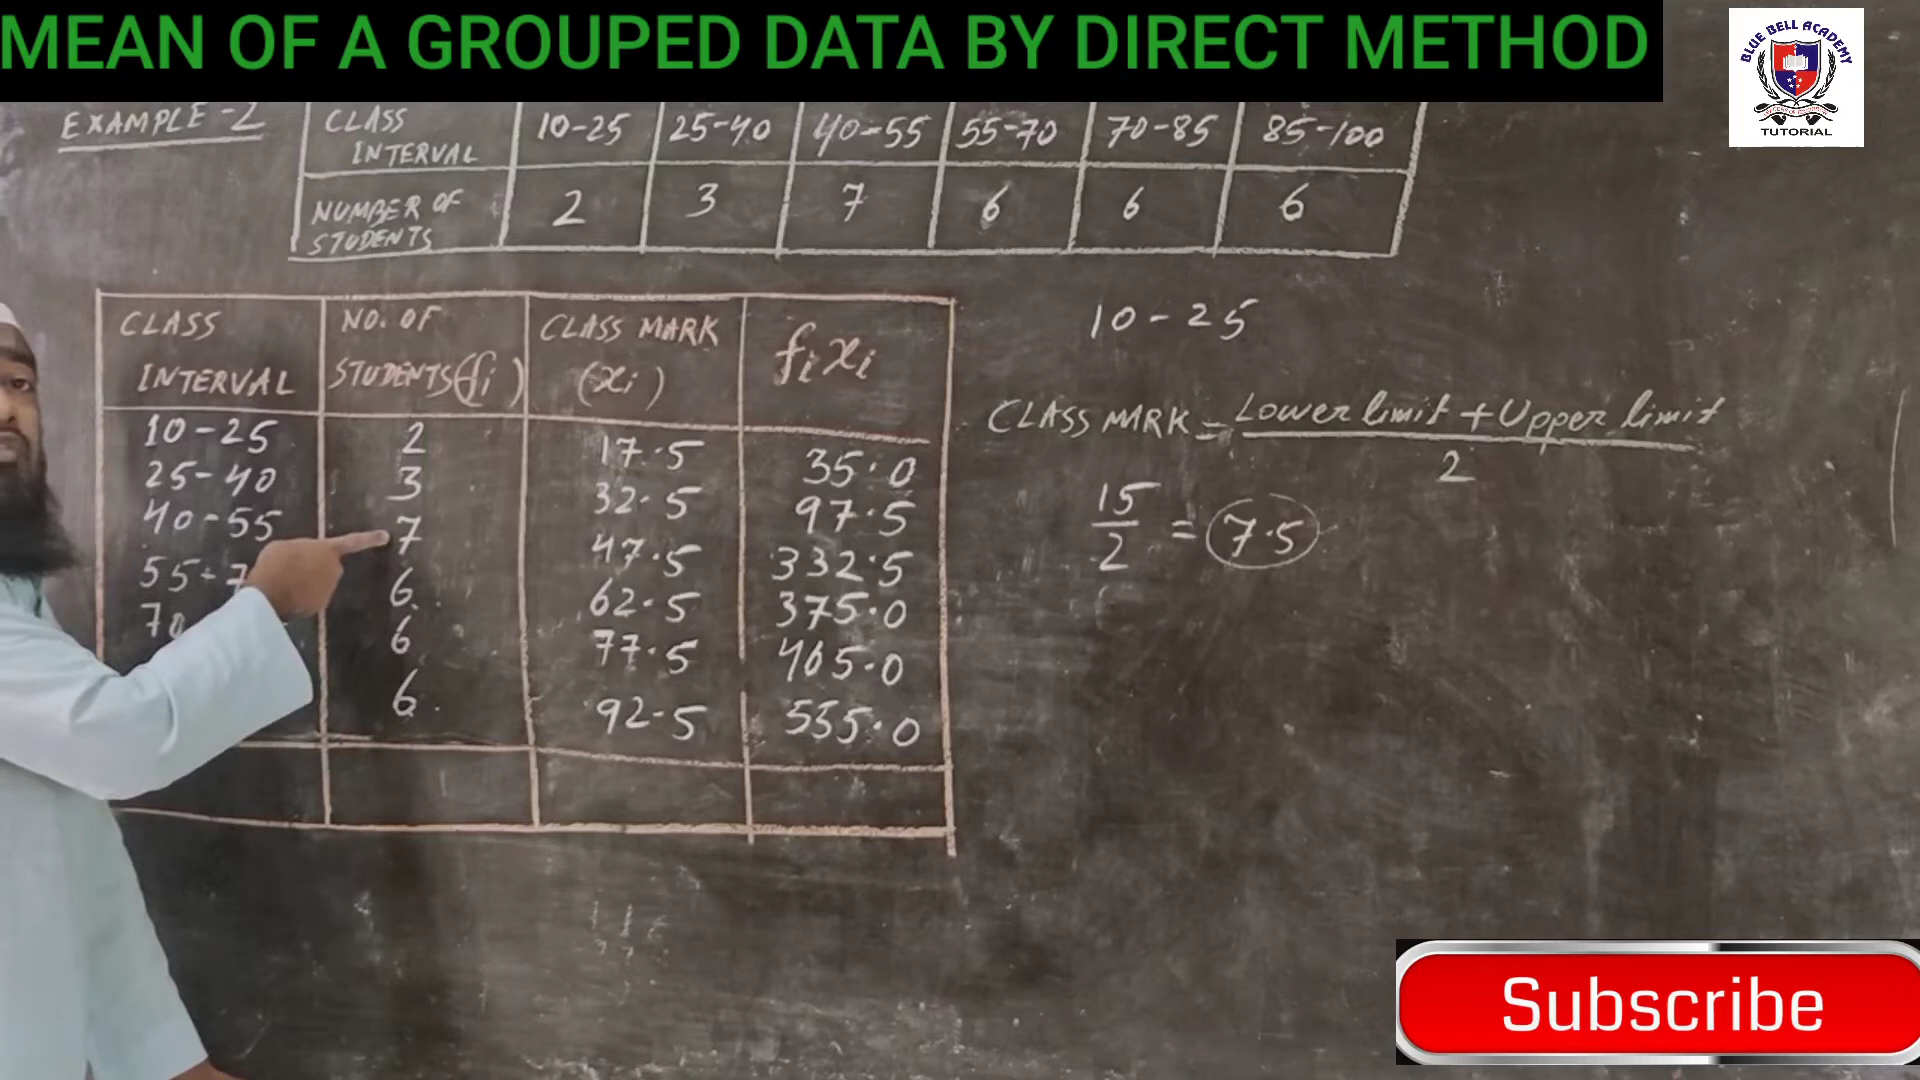 MEAN OF A GROUPED DATA BY DIRECT METHOD
BLUE BELL ACADEMY
TUTORIAL
EXAMPLE-2
CLASS INTERVAL 10-25 25-40 40-55 55-70 70-85 85-100
NUMBER OF STUDENTS 2 3 7 6 6 6
CLASS INTERVAL NO. OF STUDENTS (fi) CLASS MARK (xi) fixi
10-25 2 17.5 35.0
25-40 3 32.5 97.5
40-55 7 47.5 332.5
55-7 6 62.5 375.0
70 6 77.5 465.0
6 92.5 555.0
10-25
CLASS MARK = Lower limit + Upper limit
2
15
2 = 7.5
Subscribe